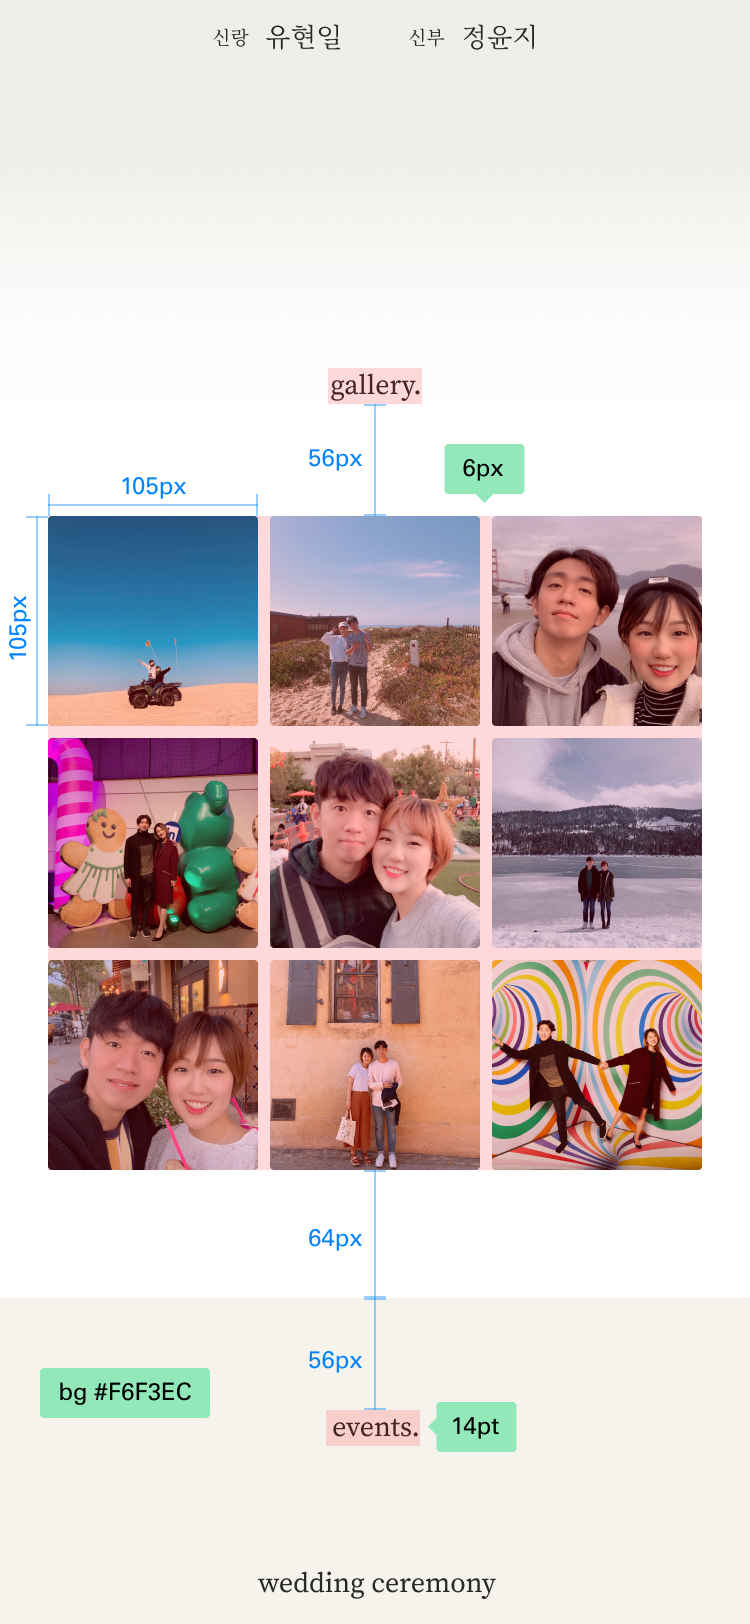 신랑 유현일 신부 정윤지
gallery.
56px
6px
105px
105px
64px
56px
bg #F6F3EC
events.
14pt
wedding ceremony